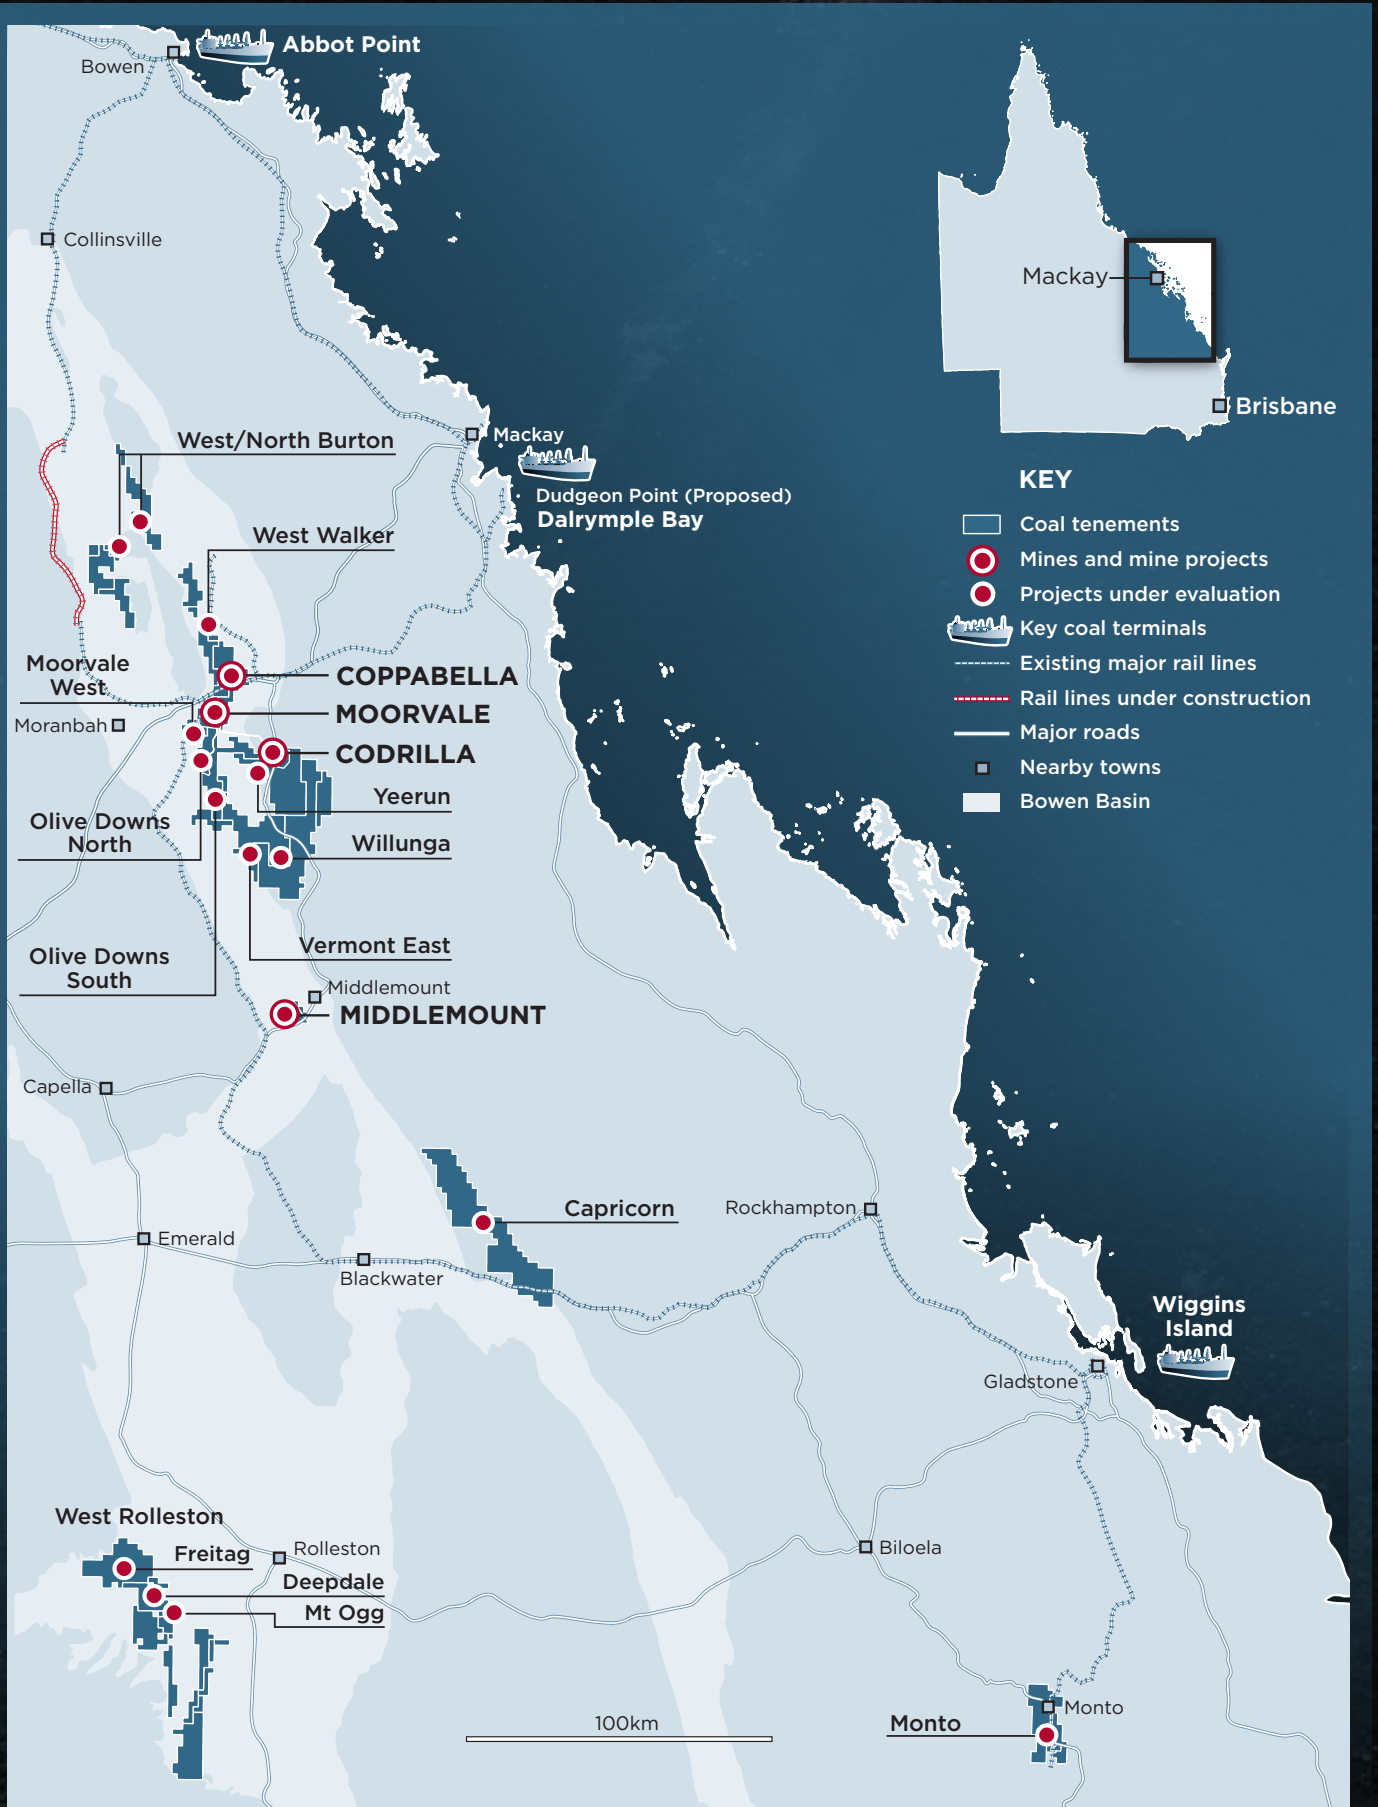 Abbot Point
Bowen
Collinsville
Mackay
Brisbane
West/North Burton
Mackay
Dudgeon Point (Proposed)
Dalrymple Bay
West Walker
KEY
Coal tenements
Mines and mine projects
Projects under evaluation
Key coal terminals
Existing major rail lines
Rail lines under construction
Major roads
Nearby towns
Bowen Basin
Moorvale
West
COPPABELLA
MOORVALE
Moranbah
CODRILLA
Yeerun
Olive Downs
North
Willunga
Vermont East
Olive Downs
South
Middlemount
MIDDLEMOUNT
Capella
Capricorn
Rockhampton
Emerald
Blackwater
Wiggins
Island
Gladstone
West Rolleston
Freitag
Rolleston
Biloela
Deepdale
Mt Ogg
Monto
100km
Monto